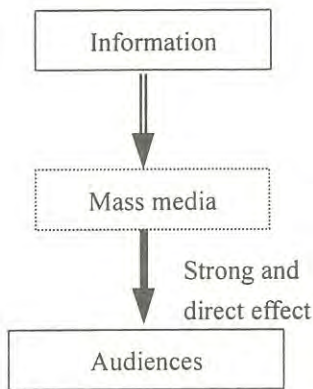 Information
Mass media
Strong and
direct effect
Audiences